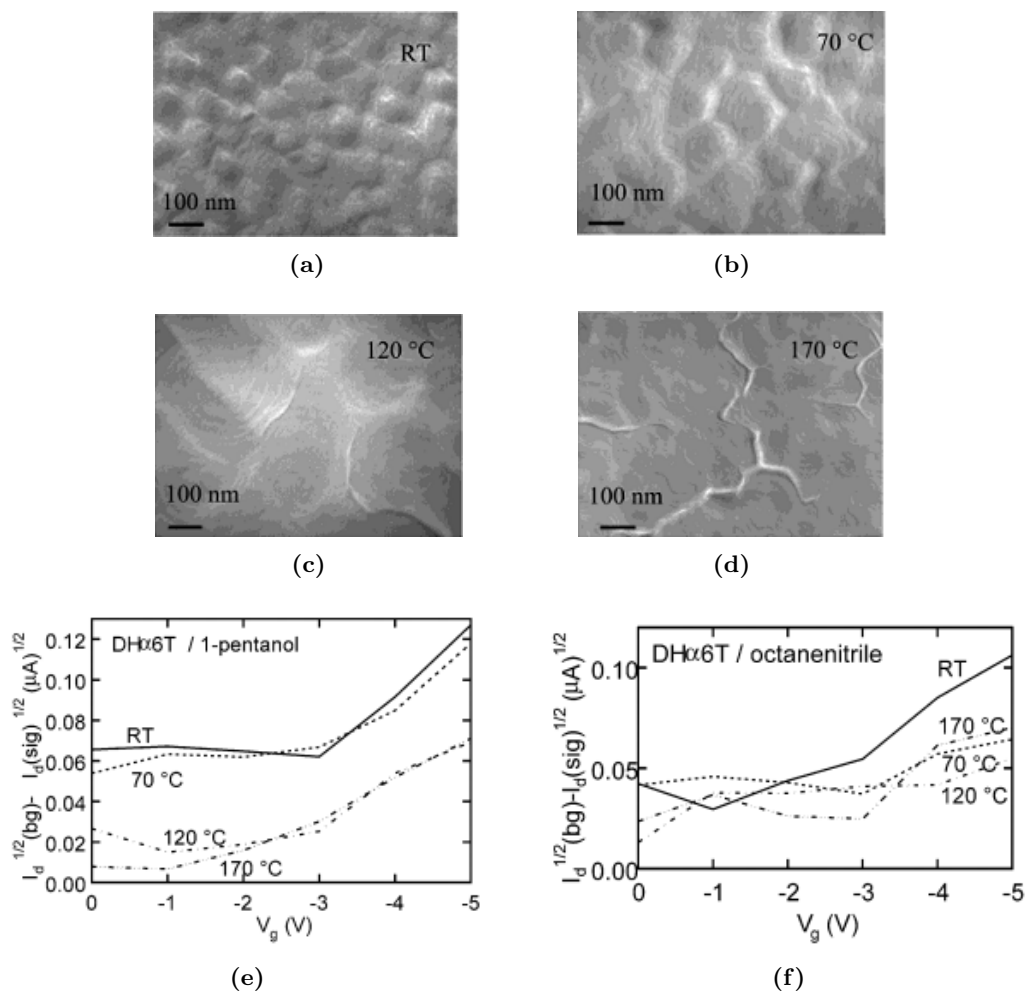 RT
100 nm
(a)
70 °C
100 nm
(b)
120 °C
100 nm
(c)
170 °C
100 nm
(d)
I_d^1/2(bg)- I_d(sig)^1/2 (μA)^1/2
DHα6T / 1-pentanol
0.12
0.10
0.08
0.06
0.04
0.02
0.00
RT
70 °C
120 °C
170 °C
0 -1 -2 -3 -4 -5
V_g (V)
(e)
I_d^1/2(bg)-I_d(sig)^1/2 (μA)^1/2
DHα6T / octanenitrile
0.10
0.05
0.00
RT
170 °C
70 °C
120 °C
0 -1 -2 -3 -4 -5
V_g (V)
(f)